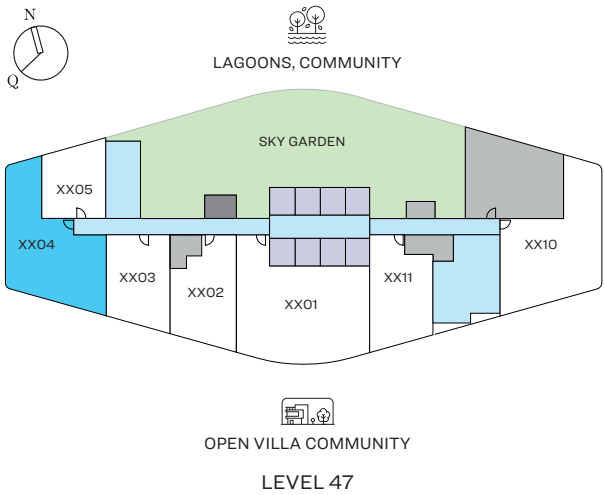 N
Q
LAGOONS, COMMUNITY
SKY GARDEN
XX05
XX04
XX10
XX03
XX11
XX02
XX01
OPEN VILLA COMMUNITY
LEVEL 47